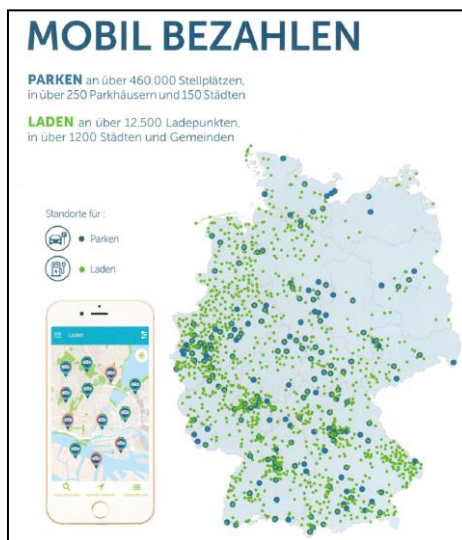 MOBIL BEZAHLEN
PARKEN an über 460.000 Stellplätzen,
in über 250 Parkhäusern und 150 Städten
LADEN an über 12.500 Ladepunkten,
in über 1200 Städten und Gemeinden
Standorte für :
Parken
Laden
Laden